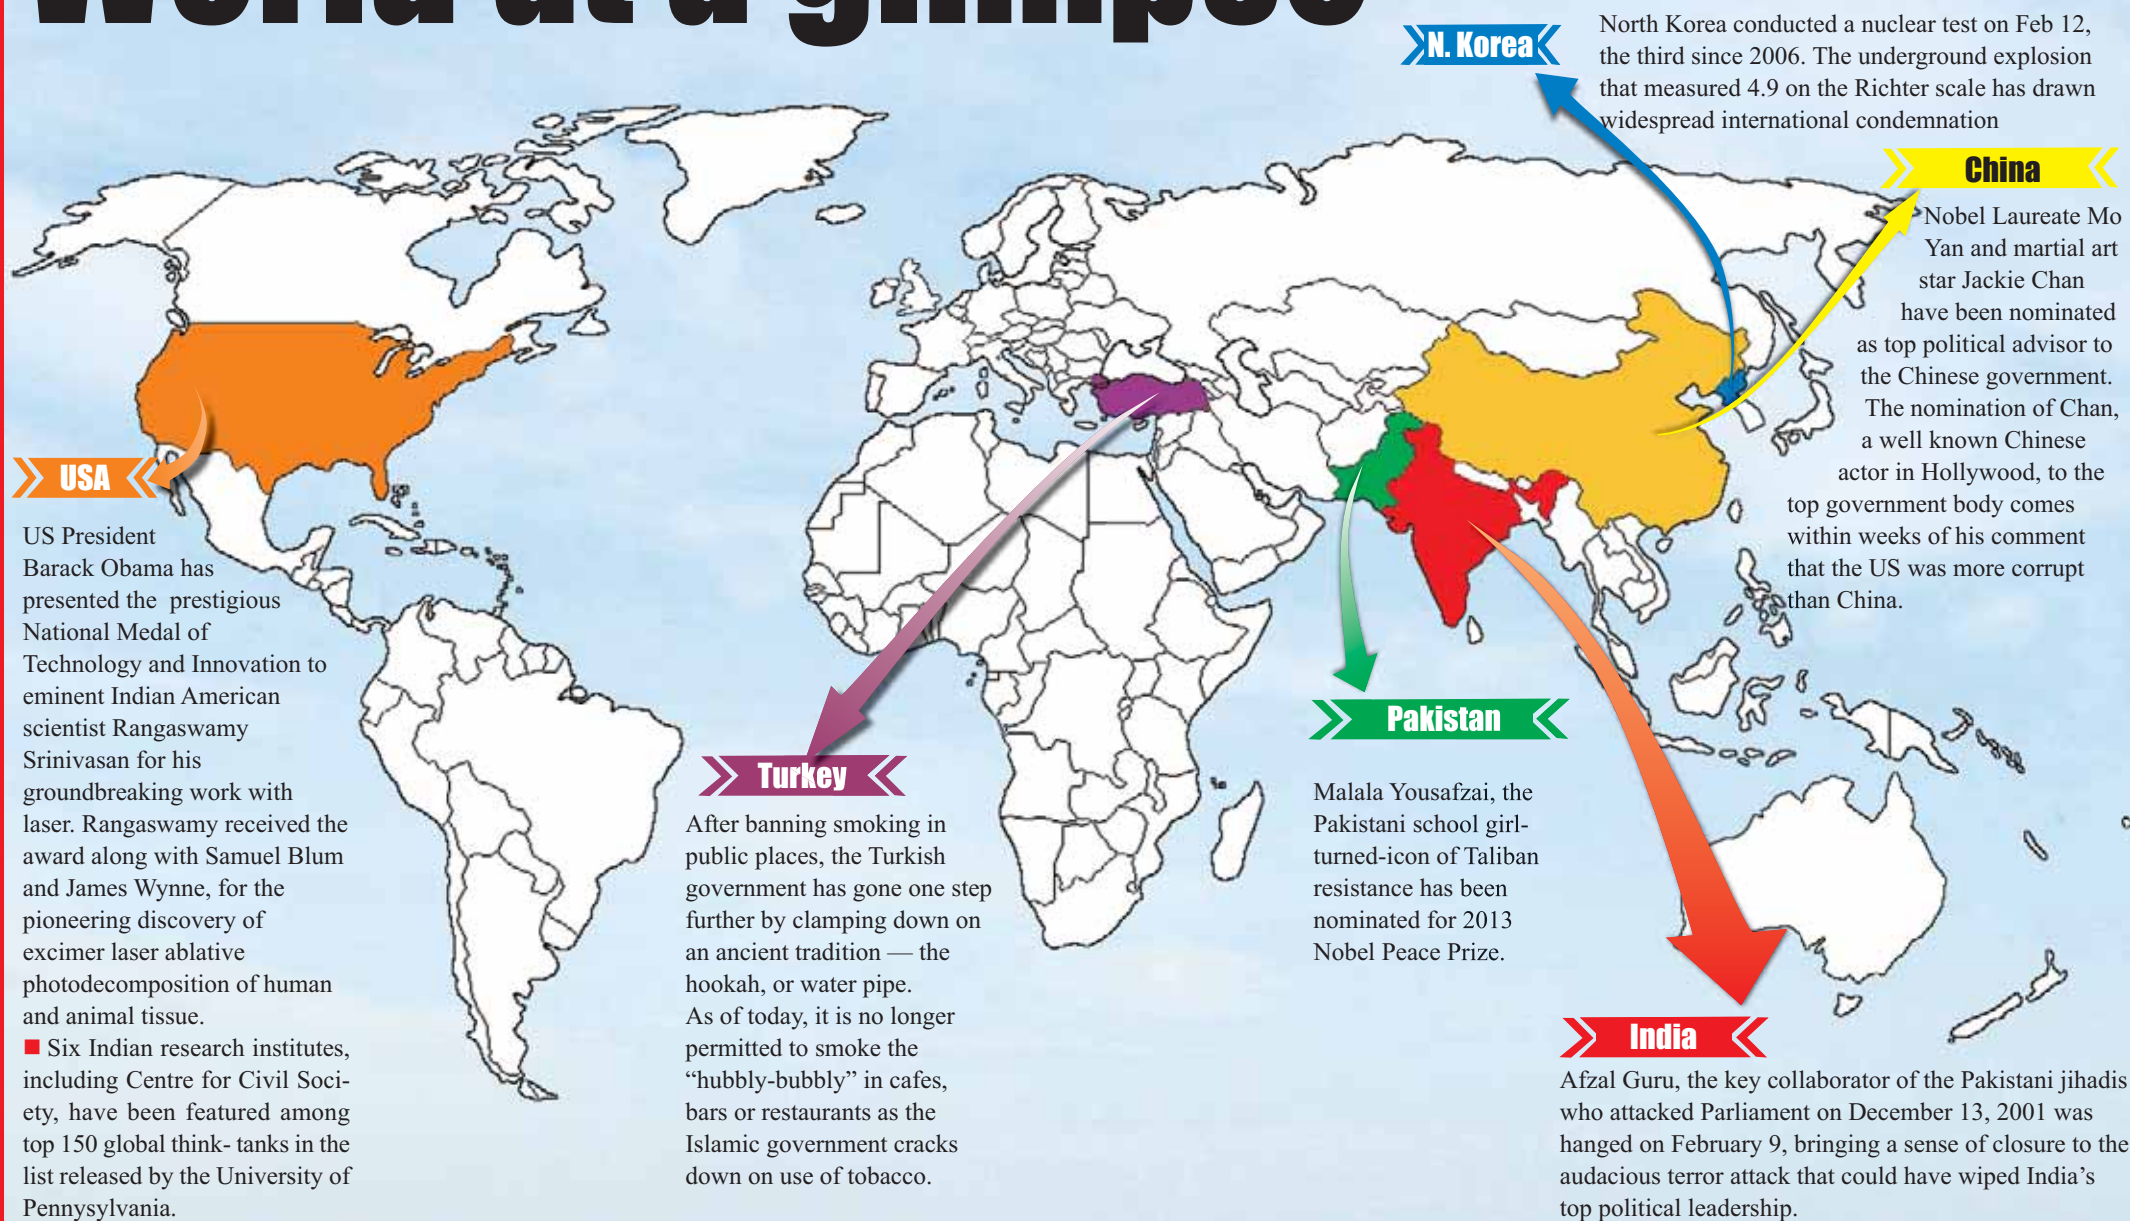 World at a glimpse
N. Korea
North Korea conducted a nuclear test on Feb 12,
the third since 2006. The underground explosion
that measured 4.9 on the Richter scale has drawn
widespread international condemnation
China
Nobel Laureate Mo
Yan and martial art
star Jackie Chan
have been nominated
as top political advisor to
the Chinese government.
The nomination of Chan,
a well known Chinese
actor in Hollywood, to the
top government body comes
within weeks of his comment
that the US was more corrupt
than China.
USA
US President
Barack Obama has
presented the prestigious
National Medal of
Technology and Innovation to
eminent Indian American
scientist Rangaswamy
Srinivasan for his
groundbreaking work with
laser. Rangaswamy received the
award along with Samuel Blum
and James Wynne, for the
pioneering discovery of
excimer laser ablative
photodecomposition of human
and animal tissue.
■ Six Indian research institutes,
including Centre for Civil Soci-
ety, have been featured among
top 150 global think- tanks in the
list released by the University of
Pennysylvania.
Turkey
After banning smoking in
public places, the Turkish
government has gone one step
further by clamping down on
an ancient tradition — the
hookah, or water pipe.
As of today, it is no longer
permitted to smoke the
“hubbly-bubbly” in cafes,
bars or restaurants as the
Islamic government cracks
down on use of tobacco.
Pakistan
Malala Yousafzai, the
Pakistani school girl-
turned-icon of Taliban
resistance has been
nominated for 2013
Nobel Peace Prize.
India
Afzal Guru, the key collaborator of the Pakistani jihadis
who attacked Parliament on December 13, 2001 was
hanged on February 9, bringing a sense of closure to the
audacious terror attack that could have wiped India’s
top political leadership.